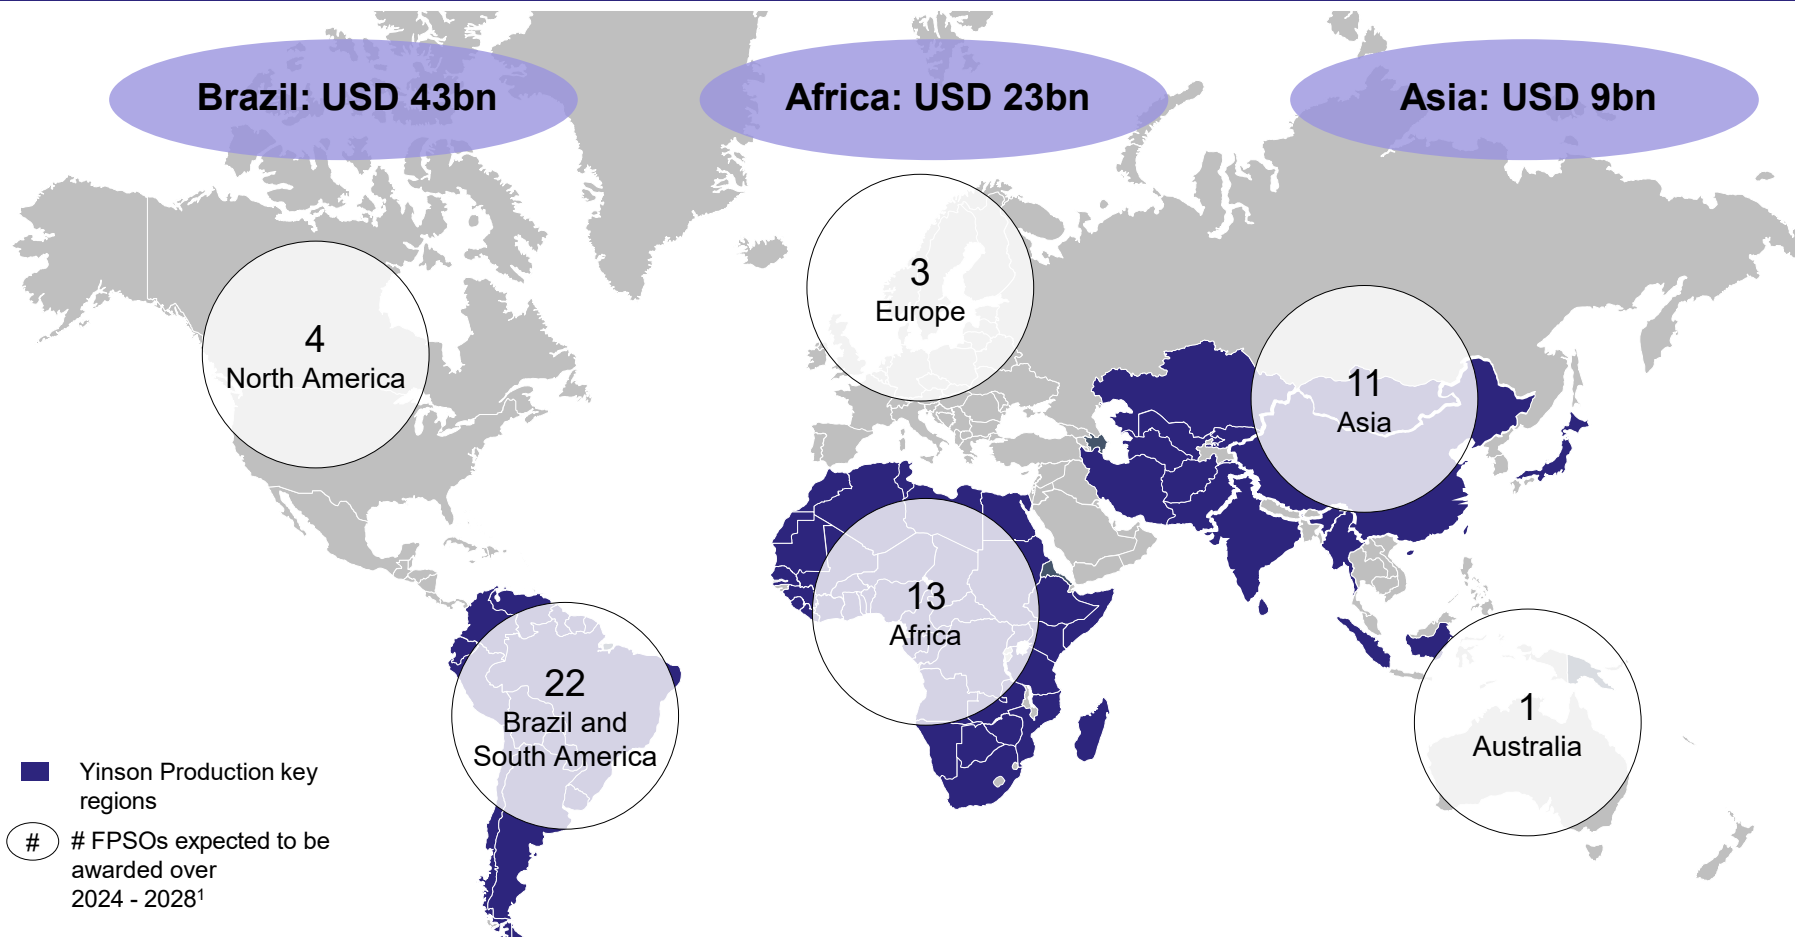 Brazil: USD 43bn
Africa: USD 23bn
Asia: USD 9bn
3
Europe
4
North America
11
Asia
13
Africa
22
Brazil and
South America
1
Australia
Yinson Production key
regions
#
# FPSOs expected to be
awarded over
2024 - 2028¹